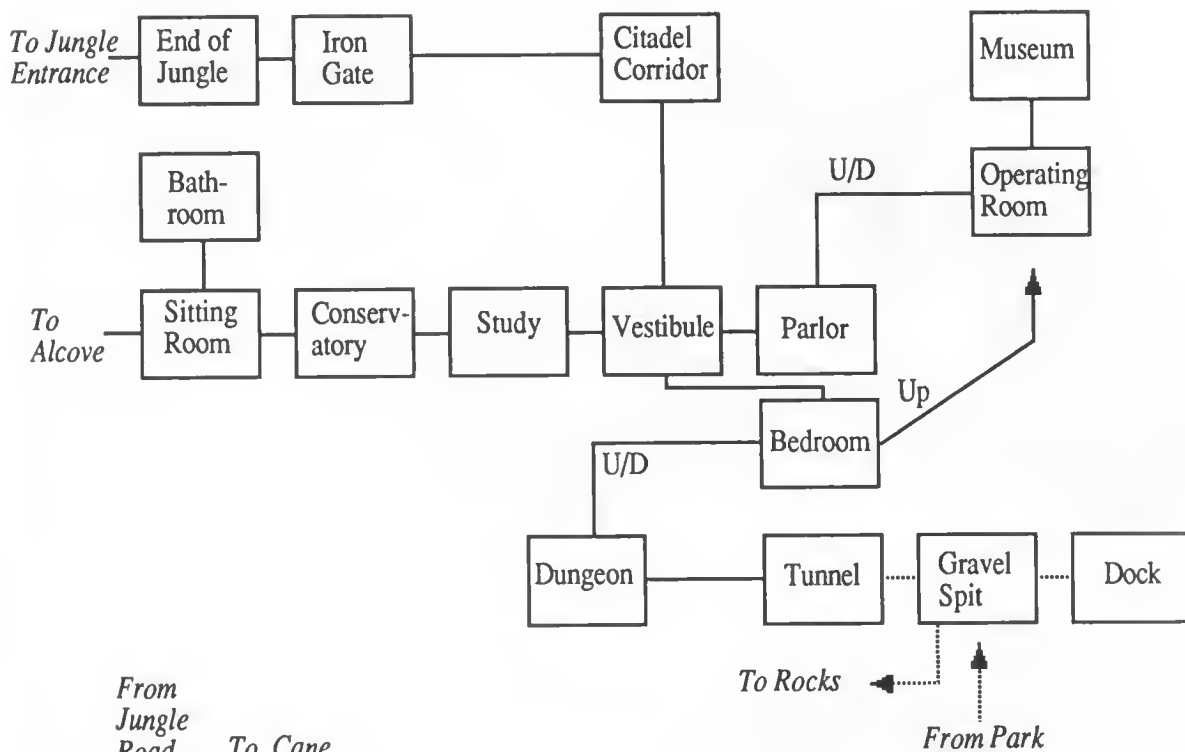 To Jungle
Entrance
End of
Jungle
Iron
Gate
Citadel
Corridor
Museum
Bath-
room
U/D
Operating
Room
To
Alcove
Sitting
Room
Conserv-
atory
Study
Vestibule
Parlor
Up
Bedroom
U/D
Dungeon
Tunnel
Gravel
Spit
Dock
To Rocks
From Park
From
Jungle
Road
To Cane